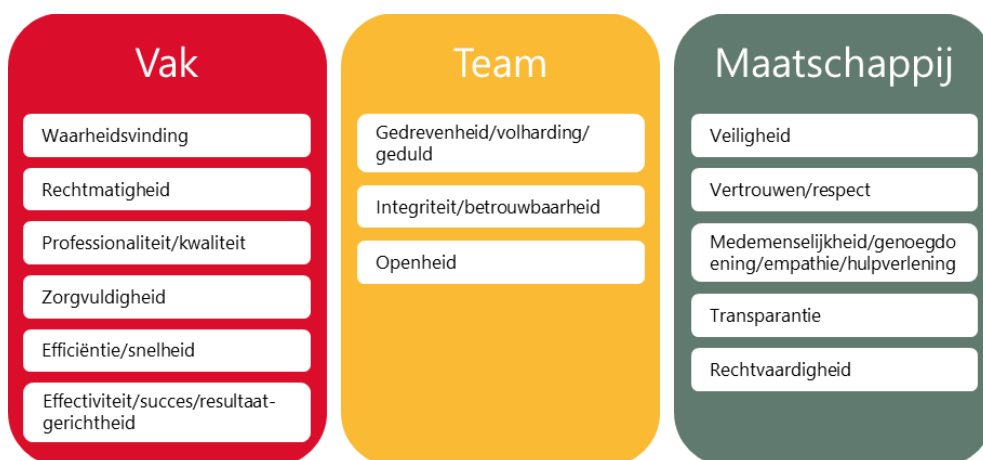 Vak
Waarheidsvinding
Rechtmatigheid
Professionaliteit/kwaliteit
Zorgvuldigheid
Efficiëntie/snelheid
Effectiviteit/succes/resultaat-
gerichtheid
Team
Gedrevenheid/volharding/
geduld
Integriteit/betrouwbaarheid
Openheid
Maatschappij
Veiligheid
Vertrouwen/respect
Medemenselijkheid/genoegdo
ening/empathie/hulpverlening
Transparantie
Rechtvaardigheid